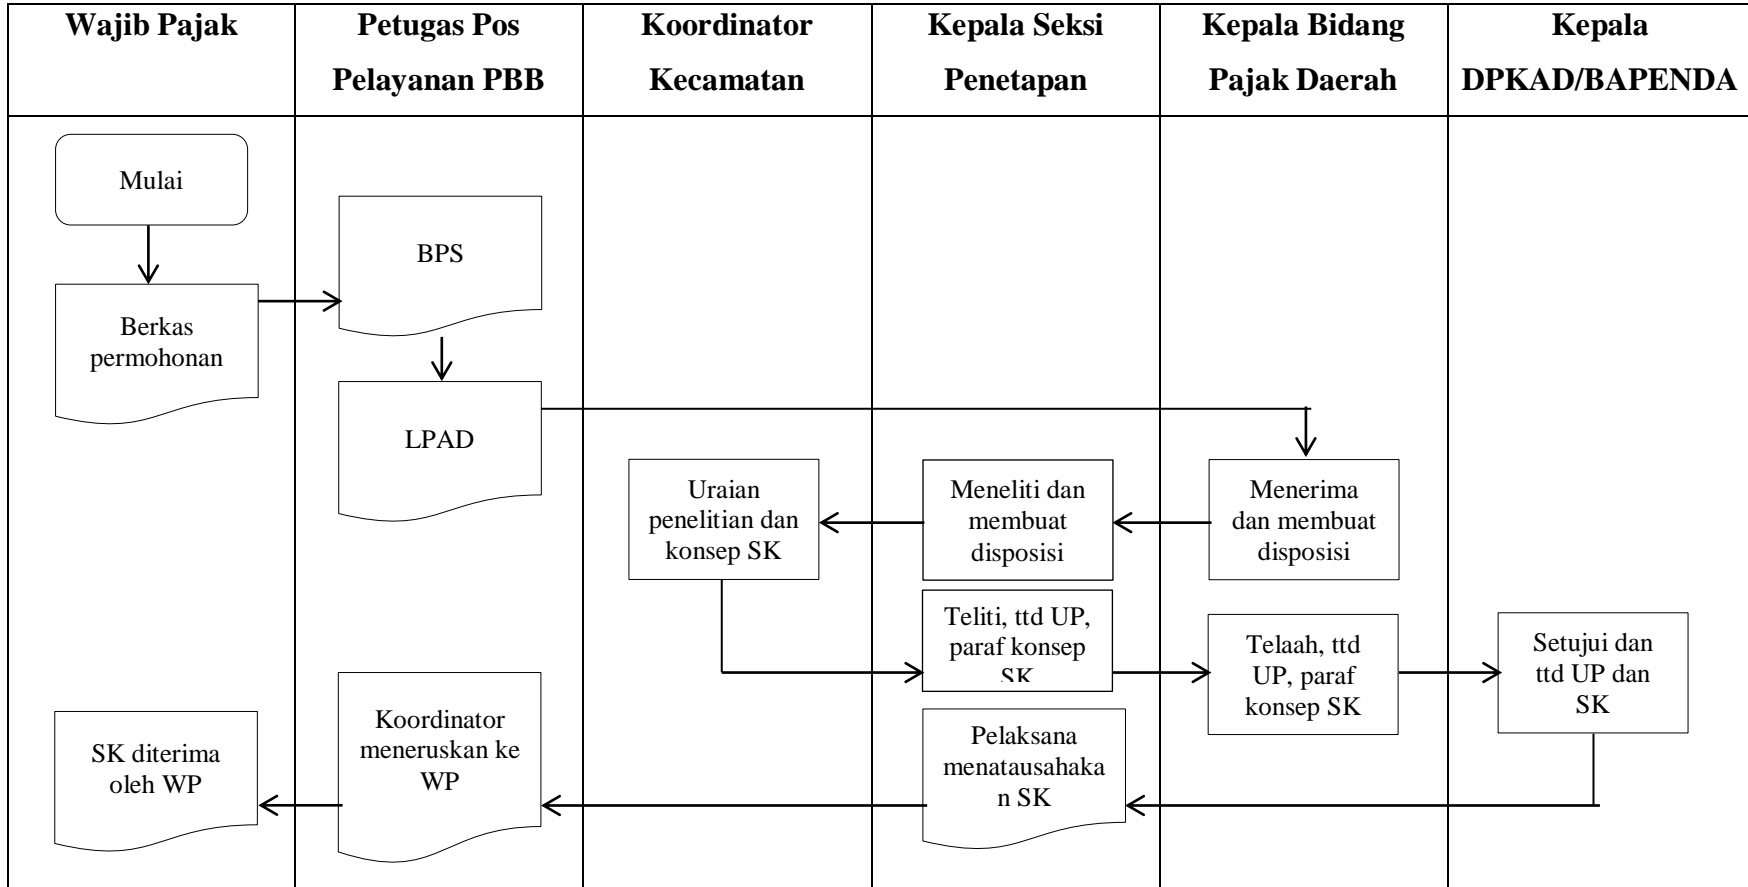 Wajib Pajak
Petugas Pos
Pelayanan PBB
Koordinator
Kecamatan
Kepala Seksi
Penetapan
Kepala Bidang
Pajak Daerah
Kepala
DPKAD/BAPENDA
Mulai
Berkas
permohonan
BPS
LPAD
Menerima
dan membuat
disposisi
Meneliti dan
membuat
disposisi
Uraian
penelitian dan
konsep SK
Teliti, ttd UP,
paraf konsep
SK
Telaah, ttd
UP, paraf
konsep SK
Setujui dan
ttd UP dan
SK
Pelaksana
menatausahaka
n SK
Koordinator
meneruskan ke
WP
SK diterima
oleh WP